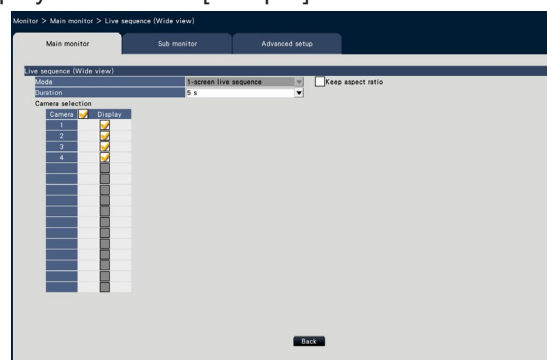 Monitor > Main monitor > Live sequence (Wide view)
Main monitor Sub monitor Advanced setup
Live sequence (Wide view)
Mode 1-screen live sequence Keep aspect ratio
Duration 5 s
Camera selection
Camera Display
1
2
3
4
Back